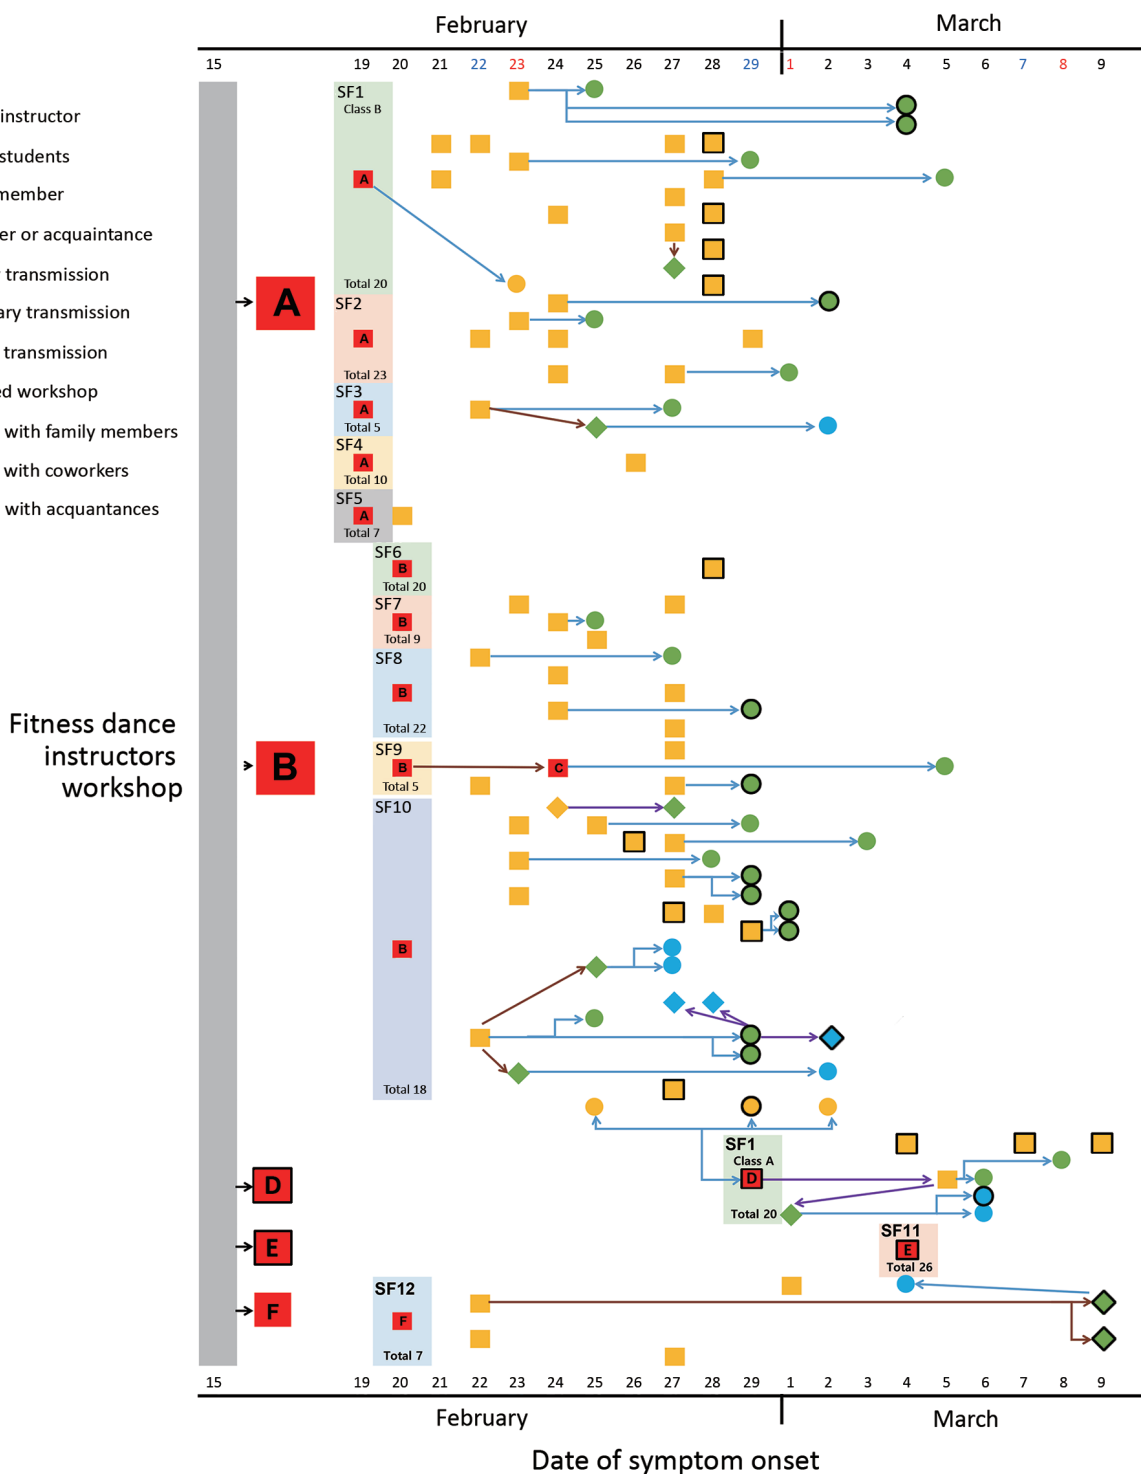 February March
15 19 20 21 22 23 24 25 26 27 28 29 1 2 3 4 5 6 7 8 9
SF1
Class B
instructor
students
A
member
er or acquaintance
transmission
Total 20
A
SF2
ary transmission
A
transmission
Total 23
SF3
ed workshop
A
Total 5
with family members
SF4
A
with coworkers
Total 10
SF5
with acquantances
A
Total 7
SF6
B
Total 20
SF7
B
Total 9
SF8
B
Fitness dance
instructors
workshop
Total 22
SF9
B
B C
Total 5
SF10
B
Total 18
SF1
Class A
D
D
Total 20
SF11
E
E
Total 26
SF12
F
F
Total 7
15 19 20 21 22 23 24 25 26 27 28 29 1 2 3 4 5 6 7 8 9
February March
Date of symptom onset